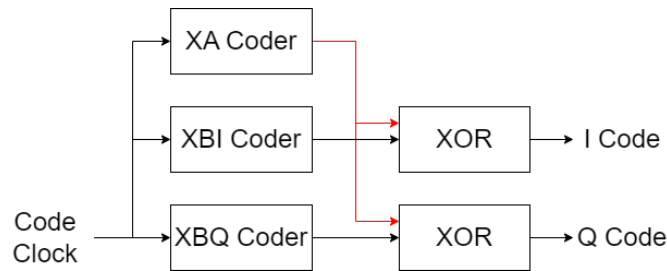 XA Coder
XBI Coder
XOR
I Code
Code
Clock
XBQ Coder
XOR
Q Code